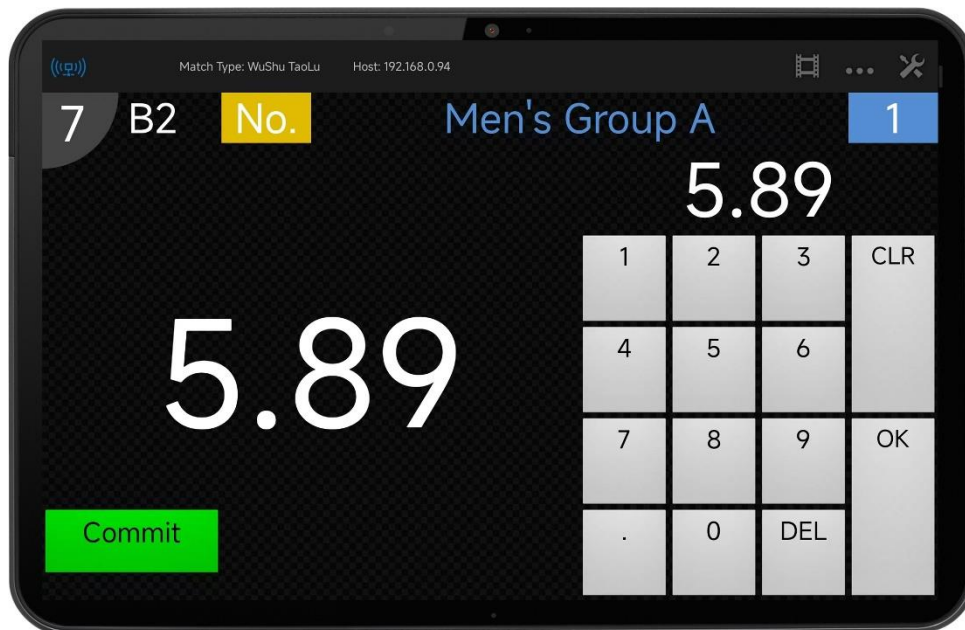 Match Type: WuShu TaoLu Host: 192.168.0.94
7 B2 No. Men's Group A 1
5.89
1 2 3 CLR
5.89
4 5 6
7 8 9 OK
Commit
. 0 DEL